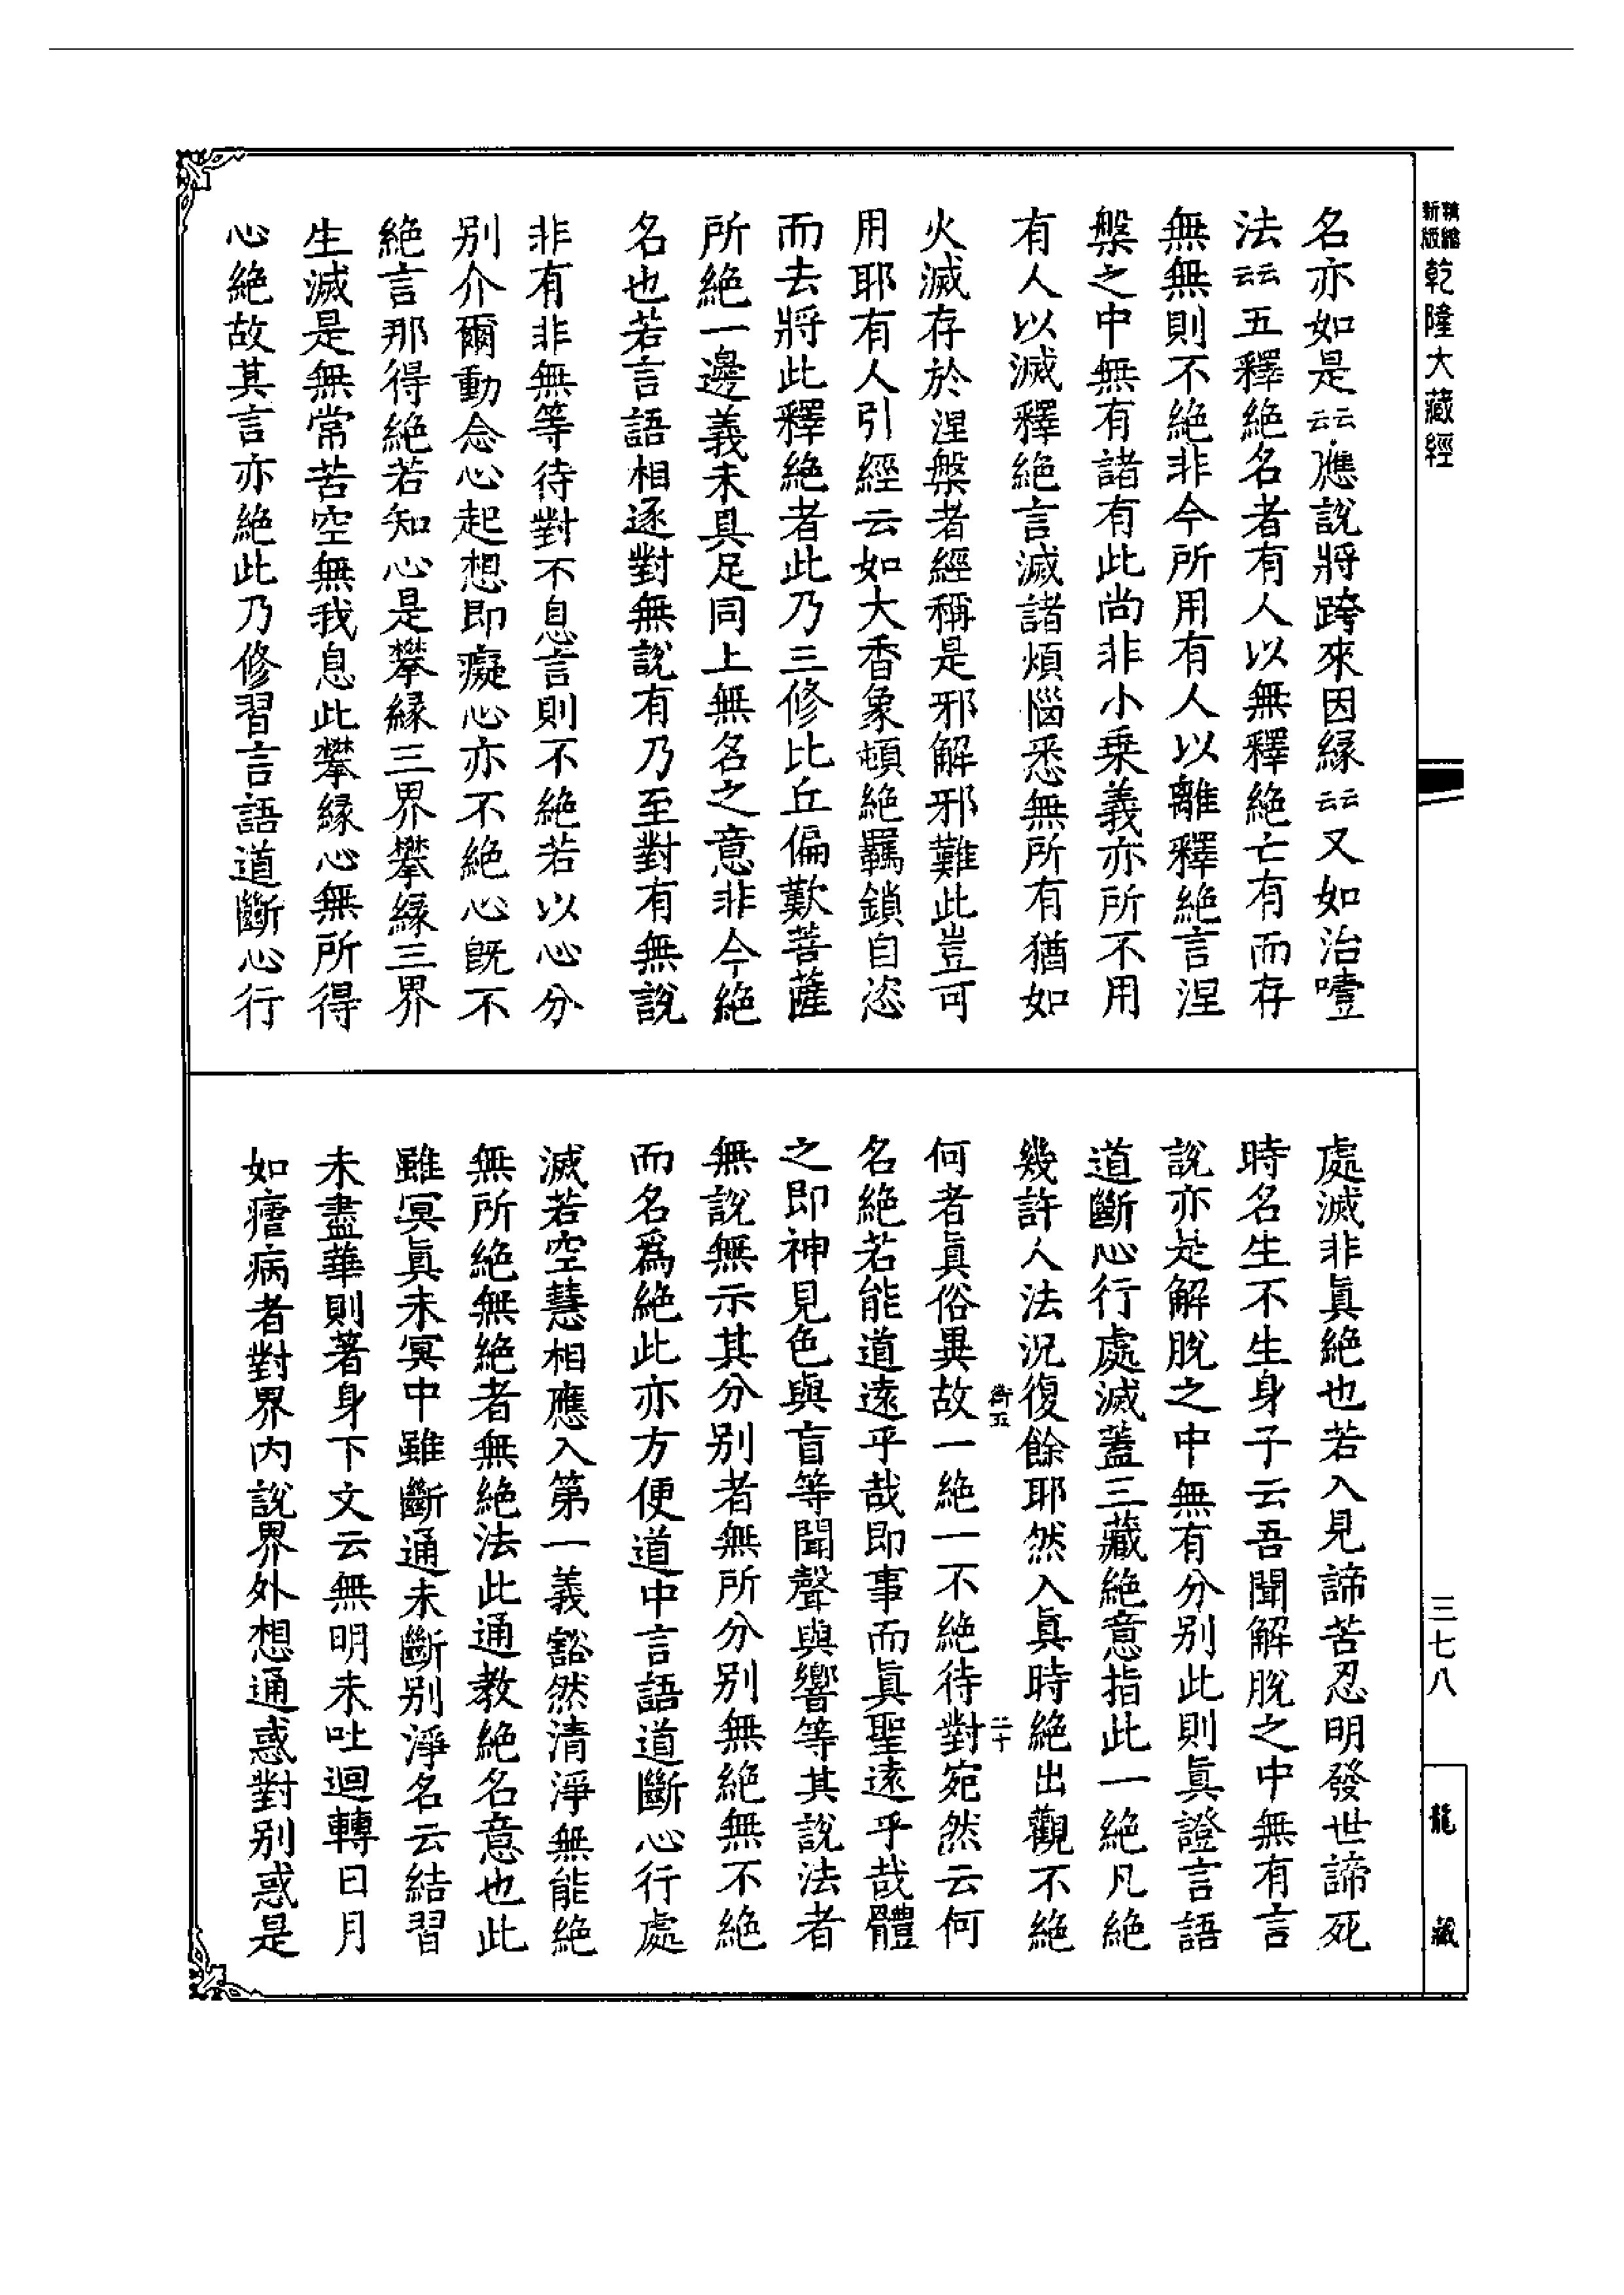 新版精縮乾隆大藏經
名亦如是云云應說將跨來因緣云云又如治噎
法云云五釋絕名者有人以無釋絕亡有而存
無無則不絕非今所用有人以離釋絕言涅
槃之中無有諸有此尚非小乘義亦所不用
有人以滅釋絕言滅諸煩惱悉無所有猶如
火滅存於涅槃者經稱是邪解邪難此豈可
用耶有人引經云如大香象頓絕羈鎖自恣
而去將此釋絕者此乃三修比丘偏歎菩薩
所絕一邊義未具足同上無名之意非今絕
名也若言語相逐對無說有乃至對有無說
非有非無等待對不息言則不絕若以心分
別介爾動念心起想即癡心亦不絕心旣不
絕言那得絕若知心是攀緣三界攀緣三界
生滅是無常苦空無我息此攀緣心無所得
心絕故其言亦絕此乃修習言語道斷心行
處滅非眞絕也若入見諦苦忍明發世諦死
時名生不生身子云吾聞解脫之中無有言
說亦是解脫之中無有分別此則眞證言語
道斷心行處滅蓋三藏絕意指此一絕凡絕
幾許人法況復餘耶然入眞時絕出觀不絕
何者眞俗異故一絕一不絕待對宛然云何
名絕若能道遠乎哉即事而眞聖遠乎哉體
之即神見色與盲等聞聲與響等其說法者
無說無示其分別者無所分別無絕無不絕
而名爲絕此亦方便道中言語道斷心行處
滅若空慧相應入第一義豁然清淨無能絕
無所絕無絕者無絕法此通教絕名意也此
雖冥眞未冥中雖斷通未斷別淨名云結習
未盡華則著身下文云無明未吐迴轉日月
如瘧病者對界內說界外想通惑對別惑是
三七八
龍藏